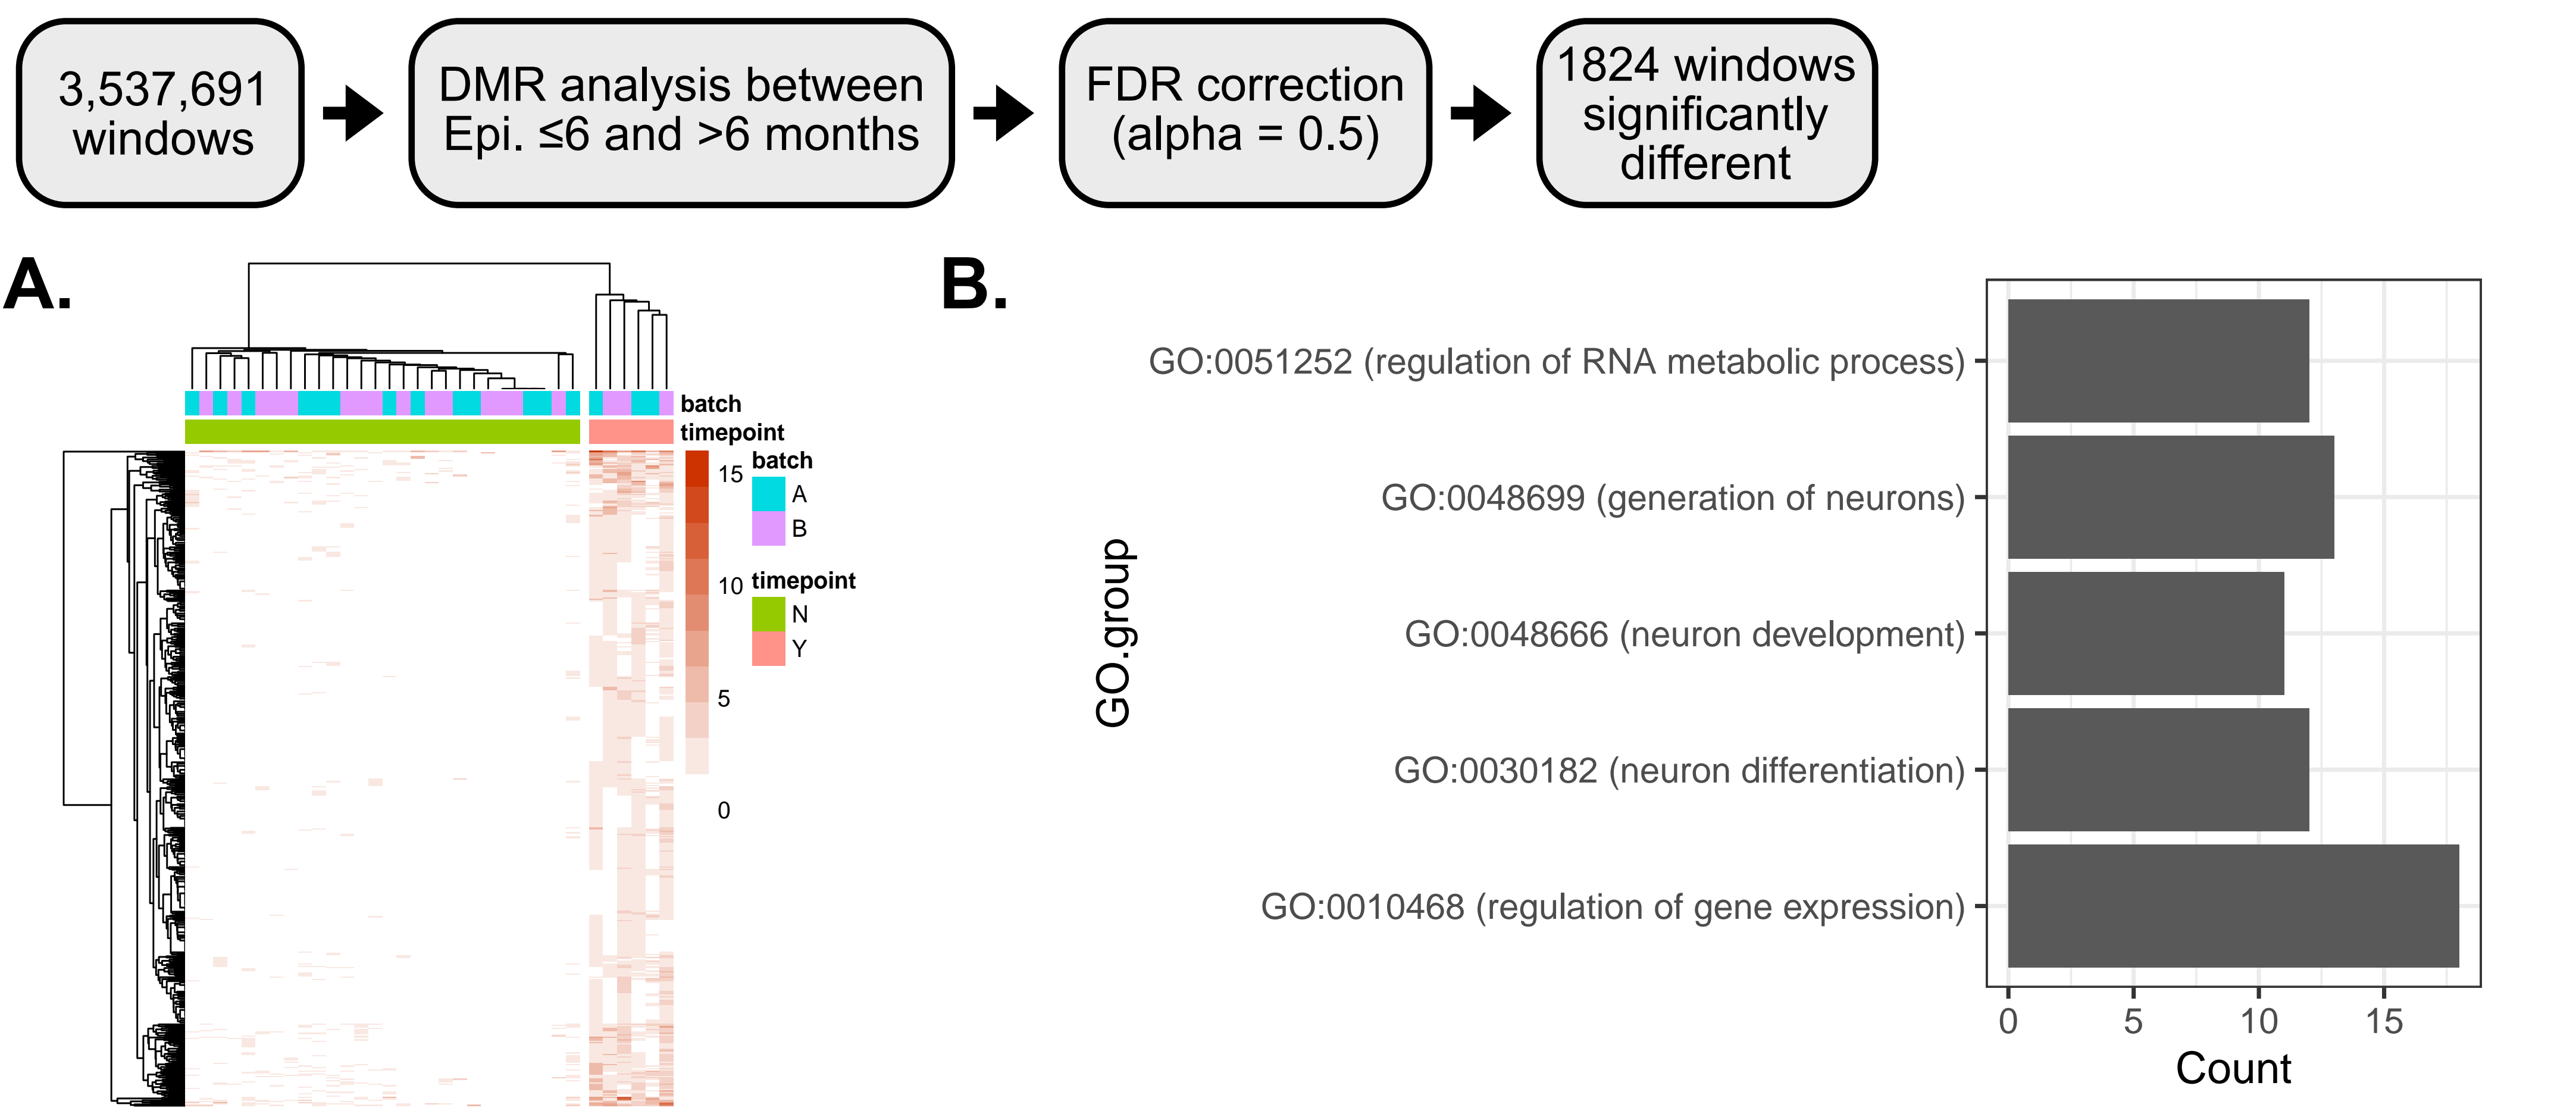 3,537,691
windows
DMR analysis between
Epi. ≤6 and >6 months
FDR correction
(alpha = 0.5)
1824 windows
significantly
different
A.
batch
timepoint
15
10
5
0
batch
A
B
timepoint
N
Y
B.
GO.group
GO:0051252 (regulation of RNA metabolic process)
GO:0048699 (generation of neurons)
GO:0048666 (neuron development)
GO:0030182 (neuron differentiation)
GO:0010468 (regulation of gene expression)
0 5 10 15
Count